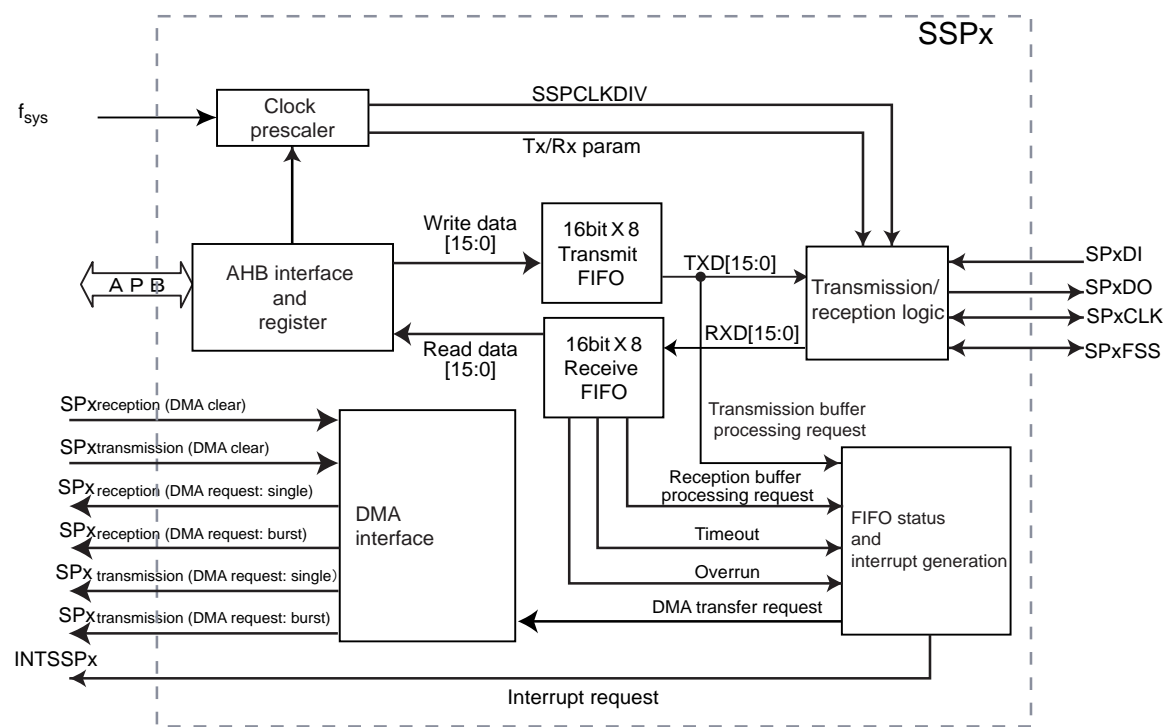 SSPx
fsys
Clock
prescaler
SSPCLKDIV
Tx/Rx param
Write data
[15:0]
16bit X 8
Transmit
FIFO
TXD[15:0]
APB
AHB interface
and
register
Transmission/
reception logic
SPxDI
SPxDO
SPxCLK
SPxFSS
Read data
[15:0]
16bit X 8
Receive
FIFO
RXD[15:0]
SPxreception (DMA clear)
SPxtransmission (DMA clear)
SPx reception (DMA request: single)
SPxreception (DMA request: burst)
SPx transmission (DMA request: single)
SPxtransmission (DMA request: burst)
DMA
interface
Transmission buffer
processing request
Reception buffer
processing request
Timeout
Overrun
DMA transfer request
FIFO status
and
interrupt generation
INTSSPx
Interrupt request